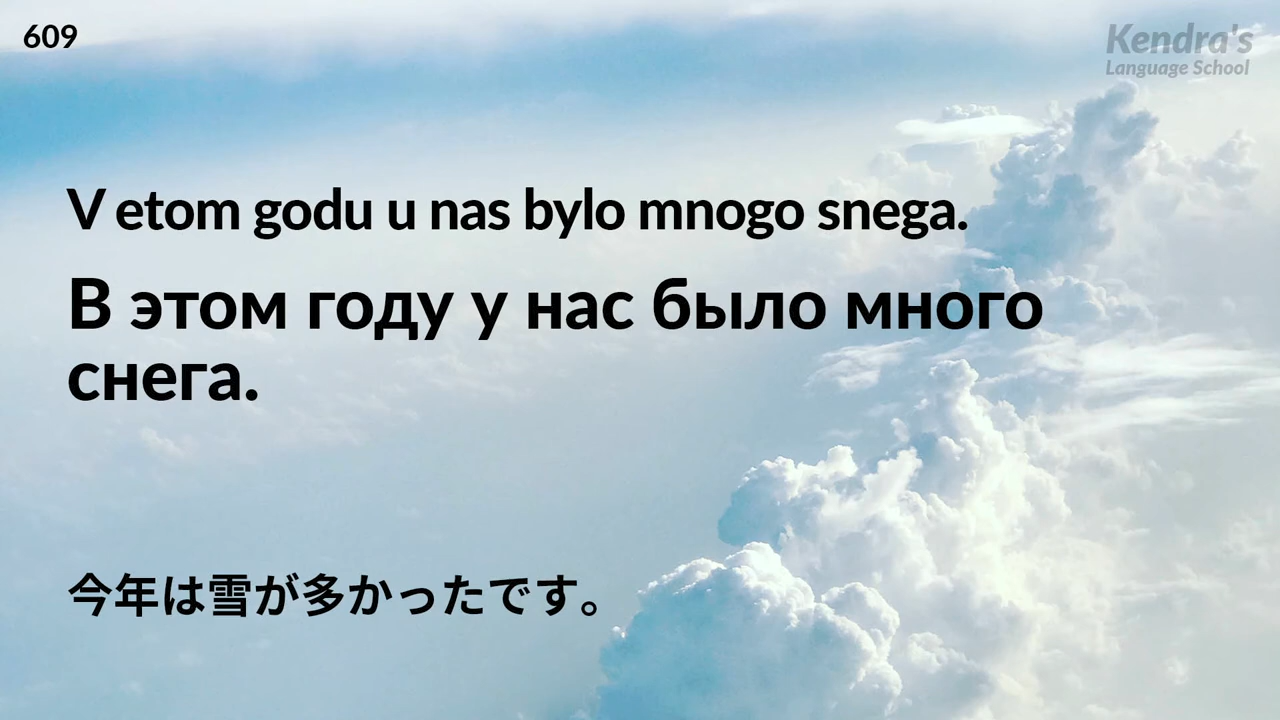 609
Kendra's
Language School
V etom godu u nas bylo mnogo snega.
В этом году у нас было много
снега.
今年は雪が多かったです。